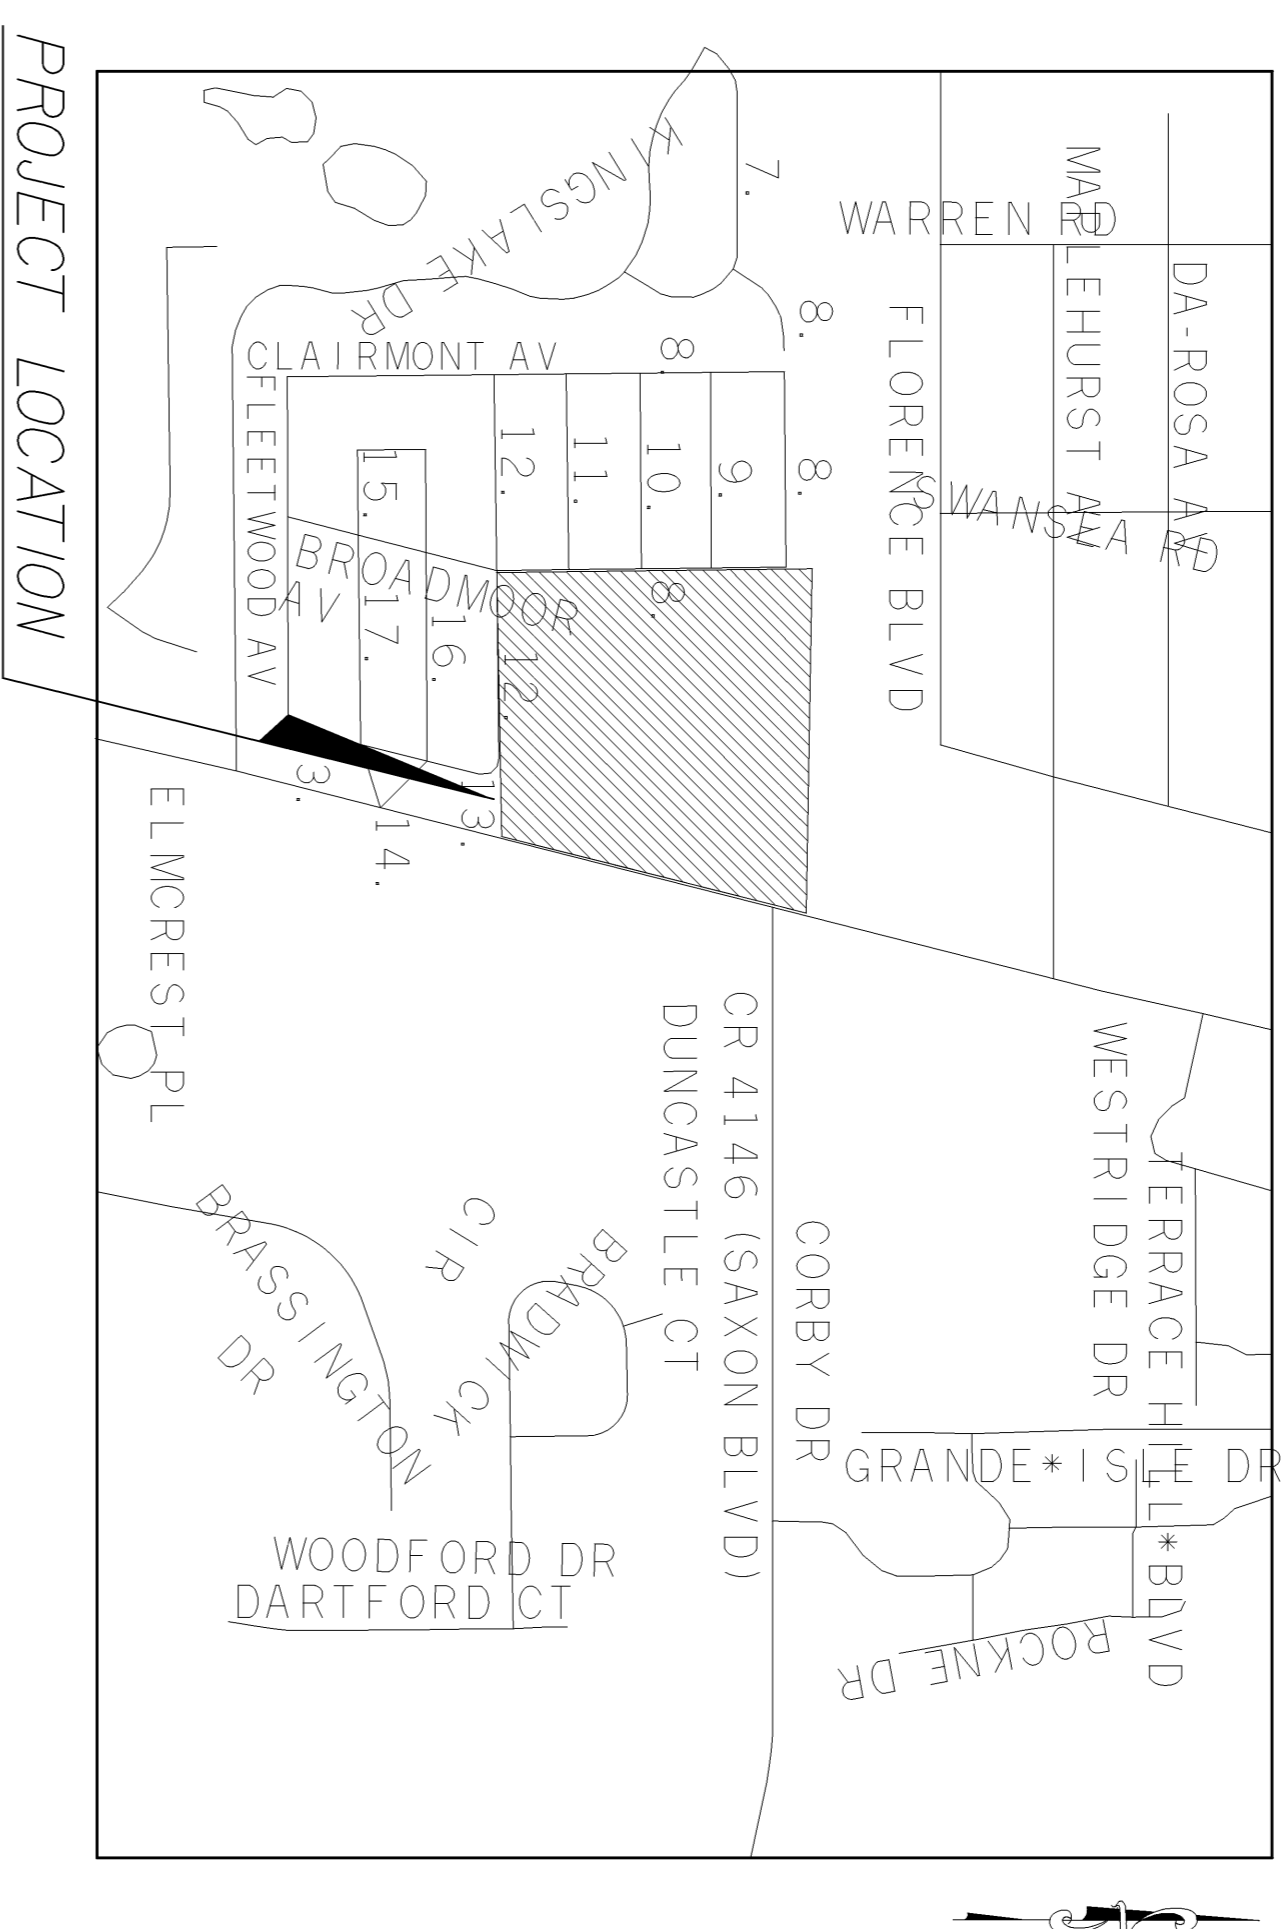 PROJECT LOCATION
KINGSLAKE DR
7.
WARREN RD
MAPLEHURST AV
DA-ROSA AV
8.
8.
FLORENCE BLVD
CLAIRMONT AV
FLEETWOOD AV
8.
SWANSEA RD
12.
11.
10.
9.
15.
BROADMOOR
AV
17.
16.
12.
8.
3.
13.
14.
ELMCREST PL
DUNCASTLE CT
CR 4146 (SAXON BLVD)
WESTRIDGE DR
TERRACE HILL*BLVD
CORBY DR
BRASSINGTON
DR
BRADWICK
CIR
GRANDE*ISLE DR
WOODFORD DR
DARTFORD CT
ROCKNE DR